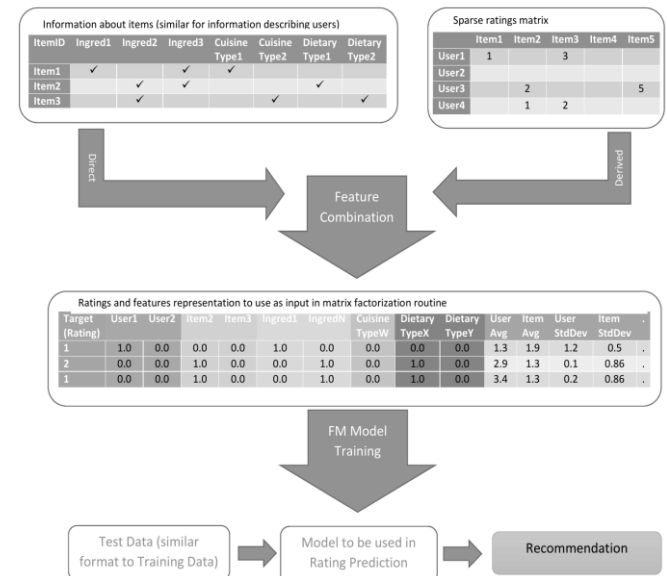 Information about items (similar for information describing users)
ItemID Ingred1 Ingred2 Ingred3 Cuisine Type1 Cuisine Type2 Dietary Type1 Dietary Type2
Item1 ✓ ✓ ✓
Item2 ✓ ✓ ✓
Item3 ✓ ✓ ✓
Sparse ratings matrix
Item1 Item2 Item3 Item4 Item5
User1 1 3
User2
User3 2 5
User4 1 2
Direct
Derived
Feature
Combination
Ratings and features representation to use as input in matrix factorization routine
Target (Rating) User1 User2 Item2 Item3 Ingred1 IngredN Cuisine TypeW Dietary TypeX Dietary TypeY User Avg Item Avg User StdDev Item StdDev .
1 1.0 0.0 0.0 0.0 1.0 0.0 0.0 0.0 0.0 1.3 1.9 1.2 0.5 .
2 0.0 0.0 1.0 0.0 0.0 1.0 0.0 1.0 0.0 2.9 1.3 0.1 0.86 .
1 0.0 0.0 1.0 0.0 0.0 1.0 0.0 1.0 0.0 3.4 1.3 0.2 0.86 .
FM Model
Training
Test Data (similar
format to Training Data)
Model to be used in
Rating Prediction
Recommendation